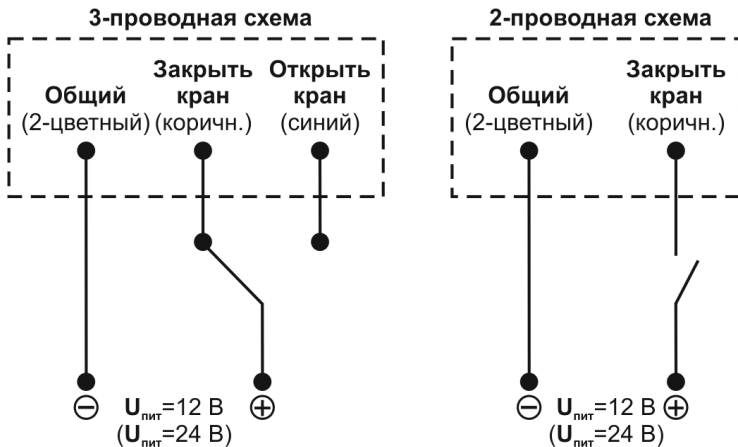 3-проводная схема
Общий
(2-цветный)
Закрыть
кран
(коричн.)
Открыть
кран
(синий)
⊖ Uпит=12 В ⊕
(Uпит=24 В)
2-проводная схема
Общий
(2-цветный)
Закрыть
кран
(коричн.)
⊖ Uпит=12 В ⊕
(Uпит=24 В)